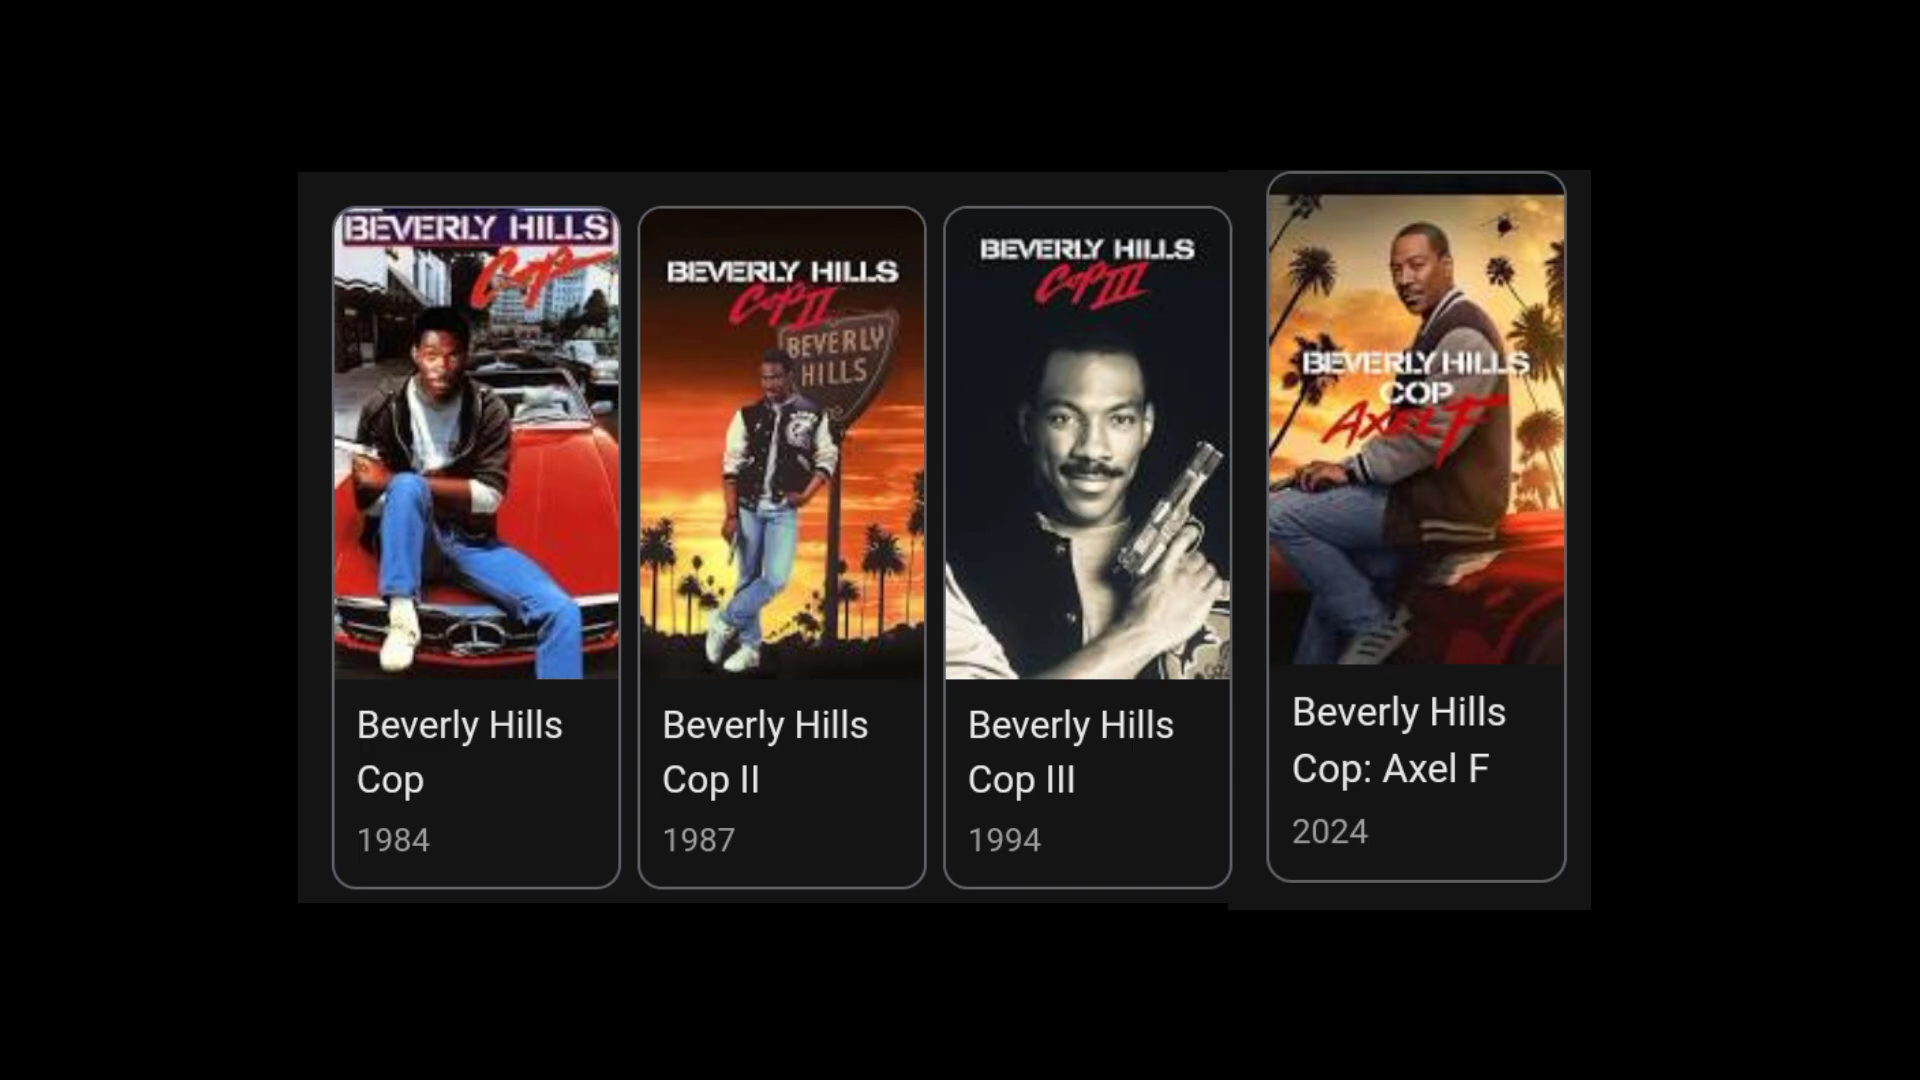 BEVERLY HILLS
Cop
Beverly Hills
Cop
1984
BEVERLY HILLS
Cop II
BEVERLY
HILLS
Beverly Hills
Cop II
1987
BEVERLY HILLS
Cop III
Beverly Hills
Cop III
1994
BEVERLY HILLS
COP
AXEL F
Beverly Hills
Cop: Axel F
2024